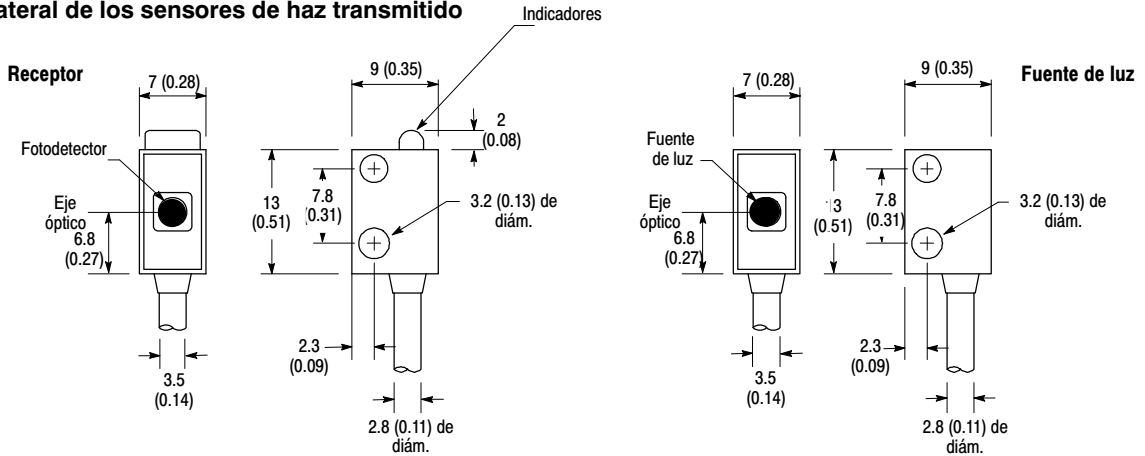 ateral de los sensores de haz transmitido
Indicadores
Receptor
7 (0.28)
9 (0.35)
2
(0.08)
Fotodetector
Eje
óptico
6.8
(0.27)
13
(0.51)
7.8
(0.31)
3.2 (0.13) de
diám.
2.3
(0.09)
3.5
(0.14)
2.8 (0.11) de
diám.
7 (0.28)
9 (0.35)
Fuente de luz
Fuente
de luz
Eje
óptico
6.8
(0.27)
13
(0.51)
7.8
(0.31)
3.2 (0.13) de
diám.
2.3
(0.09)
3.5
(0.14)
2.8 (0.11) de
diám.